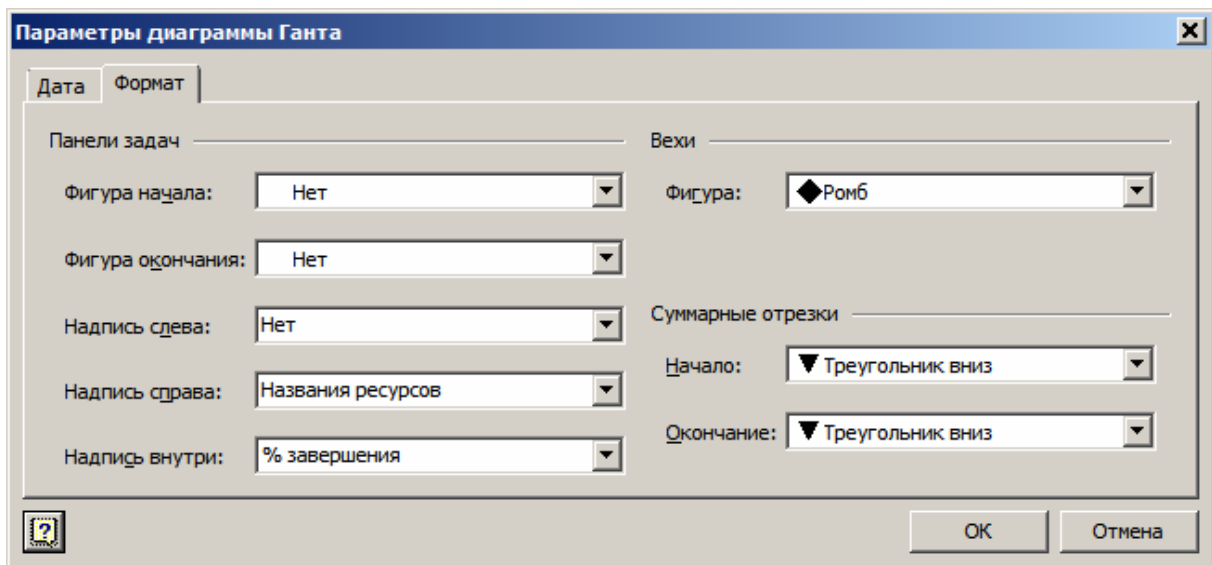 Параметры диаграммы Ганта
Дата Формат
Панели задач
Фигура начала: Нет
Фигура окончания: Нет
Надпись слева: Нет
Надпись справа: Названия ресурсов
Надпись внутри: % завершения
Вехи
Фигура: Ромб
Суммарные отрезки
Начало: Треугольник вниз
Окончание: Треугольник вниз
OK Отмена